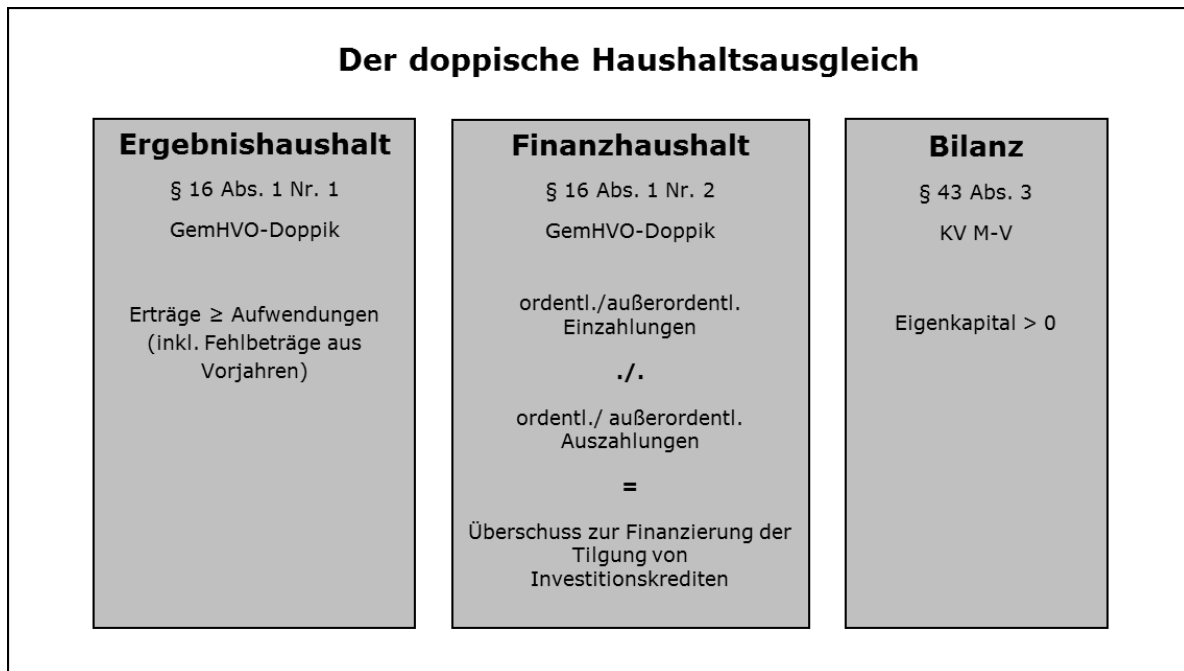 Der doppische Haushaltsausgleich
Ergebnishaushalt
§ 16 Abs. 1 Nr. 1
GemHVO-Doppik
Erträge ≥ Aufwendungen
(inkl. Fehlbeträge aus
Vorjahren)
Finanzhaushalt
§ 16 Abs. 1 Nr. 2
GemHVO-Doppik
ordentl./außerordentl.
Einzahlungen
./.
ordentl./ außerordentl.
Auszahlungen
=
Überschuss zur Finanzierung der
Tilgung von
Investitionskrediten
Bilanz
§ 43 Abs. 3
KV M-V
Eigenkapital > 0